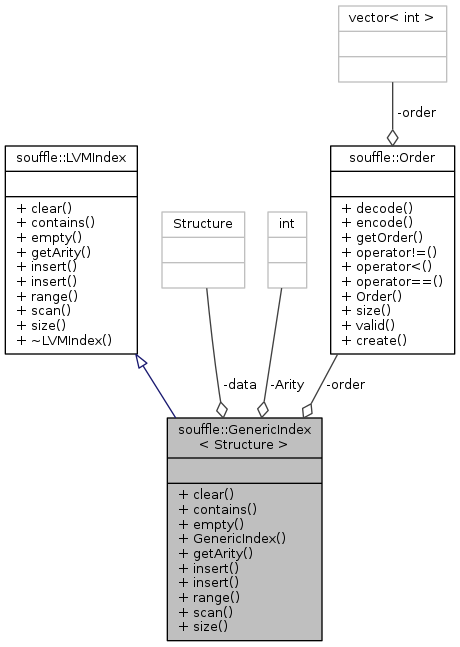 vector< int >
-order
souffle::LVMIndex
+ clear()
+ contains()
+ empty()
+ getArity()
+ insert()
+ insert()
+ range()
+ scan()
+ size()
+ ~LVMIndex()
Structure
int
souffle::Order
+ decode()
+ encode()
+ getOrder()
+ operator!=()
+ operator<()
+ operator==()
+ Order()
+ size()
+ valid()
+ create()
-data
-Arity
-order
souffle::GenericIndex
< Structure >
+ clear()
+ contains()
+ empty()
+ GenericIndex()
+ getArity()
+ insert()
+ insert()
+ range()
+ scan()
+ size()